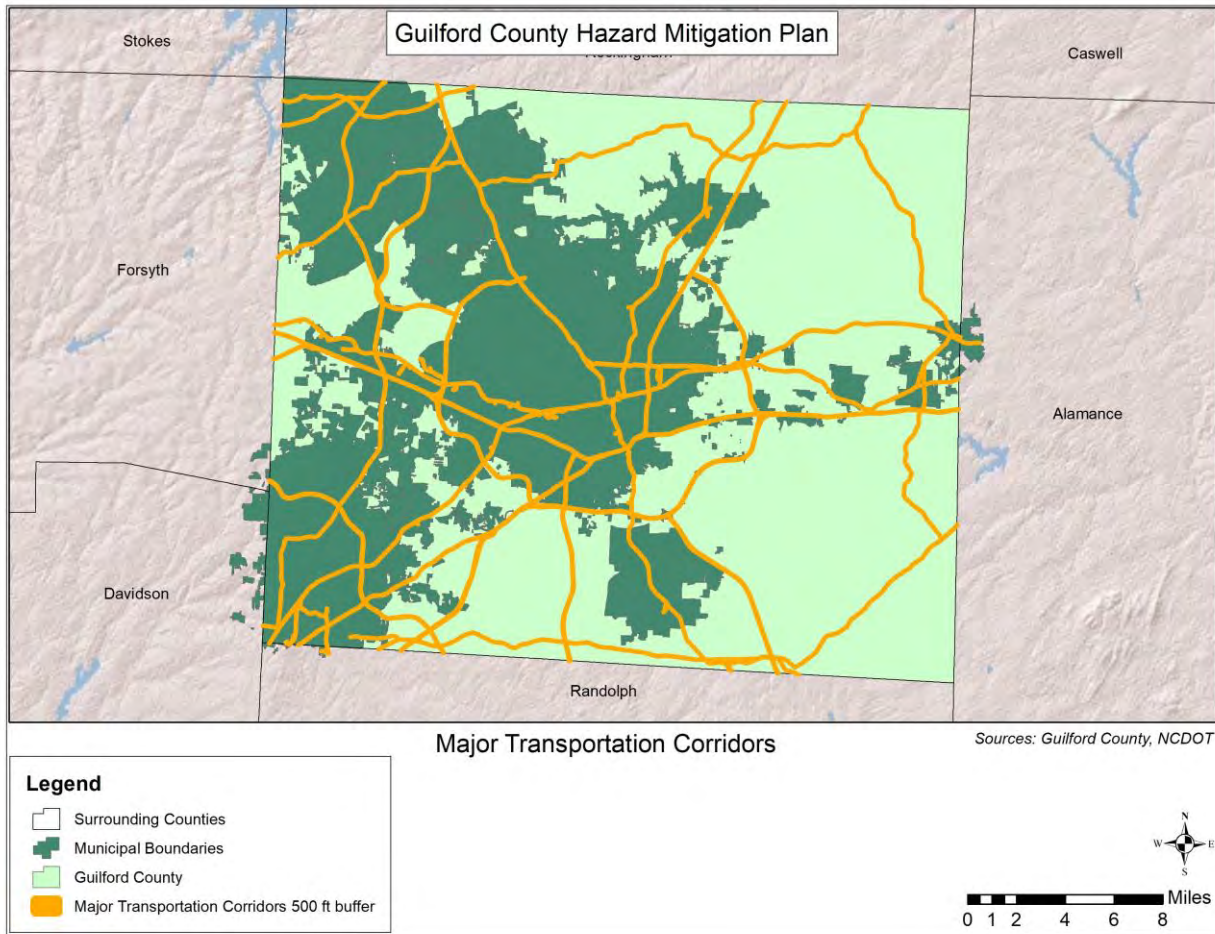 Guilford County Hazard Mitigation Plan
Stokes
Rockingham
Caswell
Forsyth
Alamance
Davidson
Randolph
Major Transportation Corridors
Sources: Guilford County, NCDOT
Legend
Surrounding Counties
Municipal Boundaries
Guilford County
Major Transportation Corridors 500 ft buffer
N
W E
S
Miles
0 1 2 4 6 8